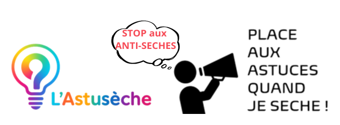 STOP aux
ANTI-SECHES
L'Astusèche
PLACE
AUX
ASTUCES
QUAND
JE SECHE !